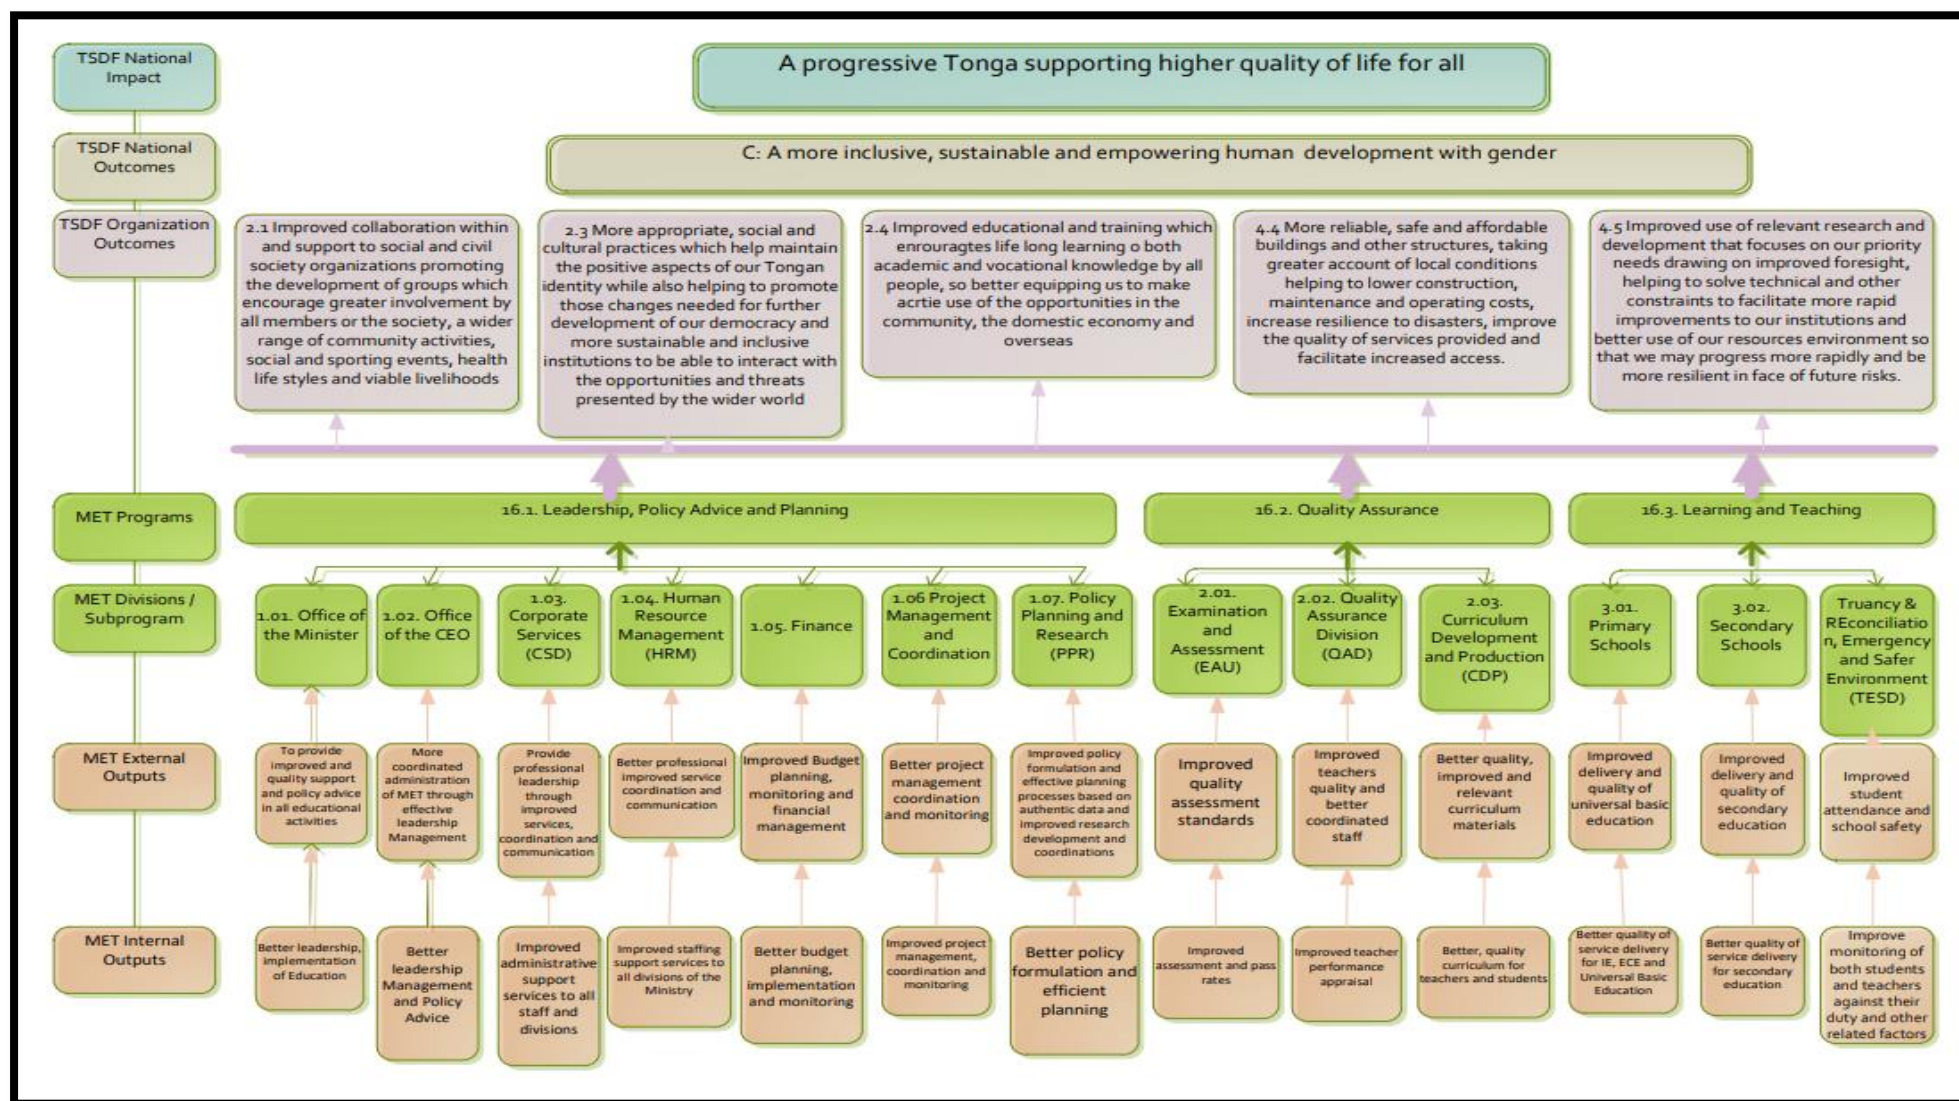 TSDF National
Impact
A progressive Tonga supporting higher quality of life for all
TSDF National
Outcomes
C: A more inclusive, sustainable and empowering human development with gender
TSDF Organization
Outcomes
2.1 Improved collaboration within
and support to social and civil
society organizations promoting
the development of groups which
encourage greater involvement by
all members or the society, a wider
range of community activities,
social and sporting events, health
life styles and viable livelihoods
2.3 More appropriate, social and
cultural practices which help maintain
the positive aspects of our Tongan
identity while also helping to promote
those changes needed for further
development of our democracy and
more sustainable and inclusive
institutions to be able to interact with
the opportunities and threats
presented by the wider world
2.4 Improved educational and training which
enrouragtes life long learning o both
academic and vocational knowledge by all
people, so better equipping us to make
acrtie use of the opportunities in the
community, the domestic economy and
overseas
4.4 More reliable, safe and affordable
buildings and other structures, taking
greater account of local conditions
helping to lower construction,
maintenance and operating costs,
increase resilience to disasters, improve
the quality of services provided and
facilitate increased access.
4.5 Improved use of relevant research and
development that focuses on our priority
needs drawing on improved foresight,
helping to solve technical and other
constraints to facilitate more rapid
improvements to our institutions and
better use of our resources environment so
that we may progress more rapidly and be
more resilient in face of future risks.
MET Programs
16.1. Leadership, Policy Advice and Planning
16.2. Quality Assurance
16.3. Learning and Teaching
MET Divisions /
Subprogram
1.01. Office of
the Minister
1.02. Office
of the CEO
1.03.
Corporate
Services
(CSD)
1.04. Human
Resource
Management
(HRM)
1.05. Finance
1.06 Project
Management
and
Coordination
1.07. Policy
Planning and
Research
(PPR)
2.01.
Examination
and
Assessment
(EAU)
2.02. Quality
Assurance
Division
(QAD)
2.03.
Curriculum
Development
and Production
(CDP)
3.01.
Primary
Schools
3.02.
Secondary
Schools
Truancy &
REconciliatio
n, Emergency
and Safer
Environment
(TESD)
MET External
Outputs
To provide
improved and
quality support
and policy advice
in all educational
activities
More
coordinated
administration
of MET through
effective
leadership
Management
Provide
professional
leadership
through
improved
services,
coordination and
communication
Better professional
improved service
coordination and
communication
Improved Budget
planning,
monitoring and
financial
management
Better project
management
coordination
and monitoring
Improved policy
formulation and
effective planning
processes based on
authentic data and
improved research
development and
coordinations
Improved
quality
assessment
standards
Improved
teachers
quality and
better
coordinated
staff
Better quality,
improved and
relevant
curriculum
materials
Improved
delivery and
quality of
universal basic
education
Improved
delivery and
quality of
secondary
education
Improved
student
attendance and
school safety
MET Internal
Outputs
Better leadership,
implementation
of Education
Better
leadership
Management
and Policy
Advice
Improved
administrative
support
services to all
staff and
divisions
Improved staffing
support services to
all divisions of the
Ministry
Better budget
planning,
implementation
and monitoring
Improved project
management,
coordination and
monitoring
Better policy
formulation and
efficient
planning
Improved
assessment and pass
rates
Improved teacher
performance
appraisal
Better, quality
curriculum for
teachers and students
Better quality of
service delivery
for IE, ECE and
Universal Basic
Education
Better quality of
service delivery
for secondary
education
Improve
monitoring of
both students
and teachers
against their
duty and other
related factors